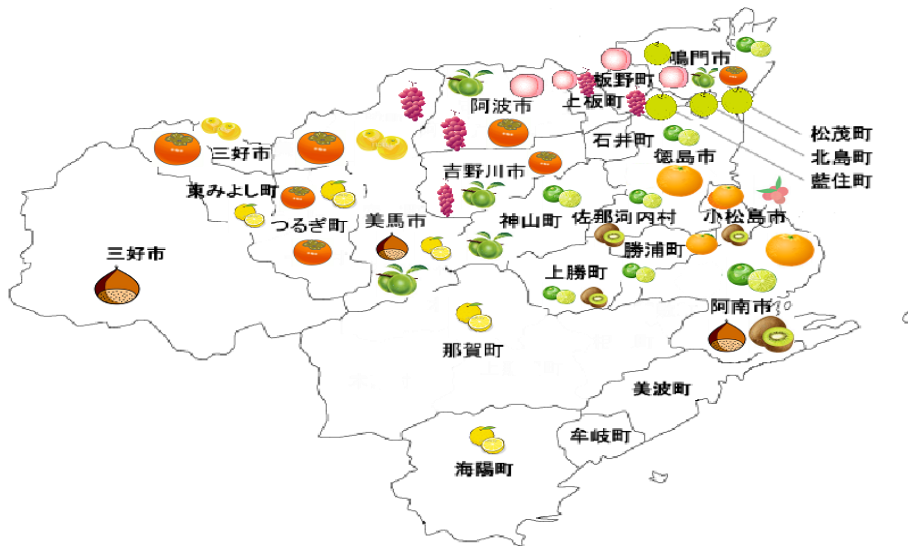 鳴門市
板野町
阿波市
上板町
松茂町
石井町
北島町
徳島市
三好市
吉野川市
藍住町
東みよし町
つるぎ町
美馬市
神山町
佐那河内村
小松島市
三好市
勝浦町
上勝町
阿南市
那賀町
美波町
牟岐町
海陽町